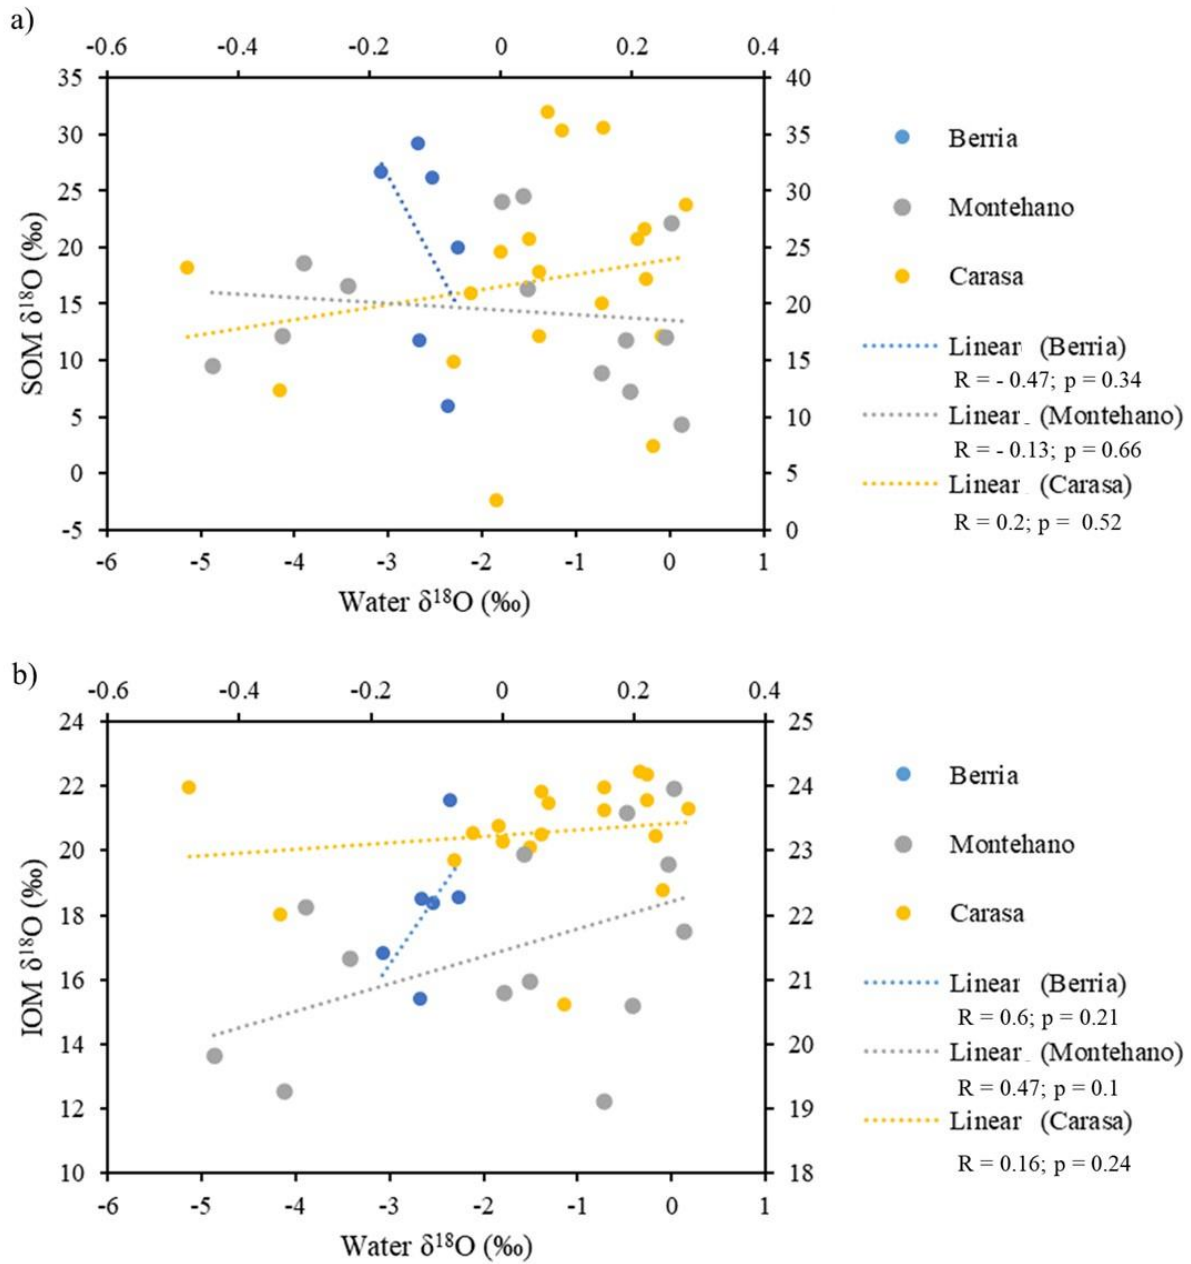 a)
-0.6 -0.4 -0.2 0 0.2 0.4
35 40
30 35
25 30
20 25
15 20
10 15
5 10
0 5
-5 0
SOM δ¹⁸O (‰)
-6 -5 -4 -3 -2 -1 0 1
Water δ¹⁸O (‰)
Berria
Montehano
Carasa
Linear (Berria)
R = - 0.47; p = 0.34
Linear (Montehano)
R = - 0.13; p = 0.66
Linear (Carasa)
R = 0.2; p = 0.52
b)
-0.6 -0.4 -0.2 0 0.2 0.4
24 25
22 24
20 23
18 22
16 21
14 20
12 19
10 18
IOM δ¹⁸O (‰)
-6 -5 -4 -3 -2 -1 0 1
Water δ¹⁸O (‰)
Berria
Montehano
Carasa
Linear (Berria)
R = 0.6; p = 0.21
Linear (Montehano)
R = 0.47; p = 0.1
Linear (Carasa)
R = 0.16; p = 0.24